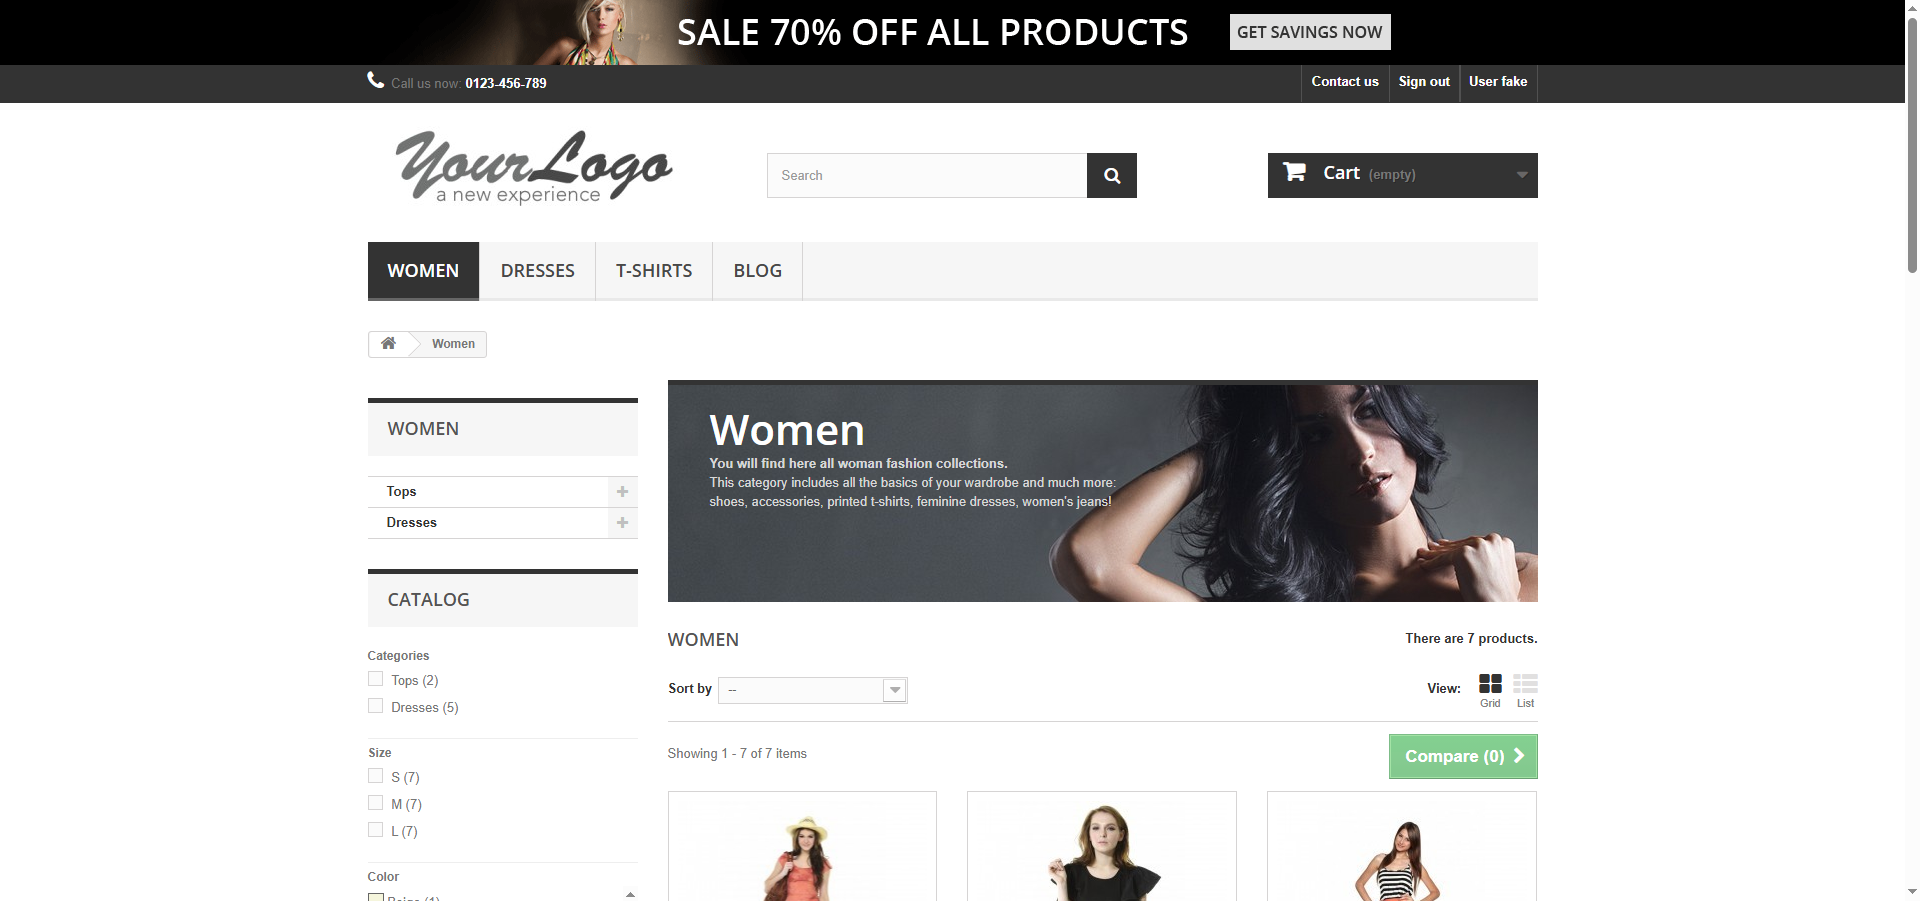 SALE 70% OFF ALL PRODUCTS
GET SAVINGS NOW
Call us now: 0123-456-789
Contact us
Sign out
User fake
YourLogo
a new experience
Search
Cart (empty)
WOMEN
DRESSES
T-SHIRTS
BLOG
Women
WOMEN
Tops
Dresses
CATALOG
Categories
Tops (2)
Dresses (5)
Size
S (7)
M (7)
L (7)
Color
Beige (1)
Women
You will find here all woman fashion collections.
This category includes all the basics of your wardrobe and much more:
shoes, accessories, printed t-shirts, feminine dresses, women's jeans!
WOMEN
There are 7 products.
Sort by
--
View:
Grid
List
Showing 1 - 7 of 7 items
Compare (0)